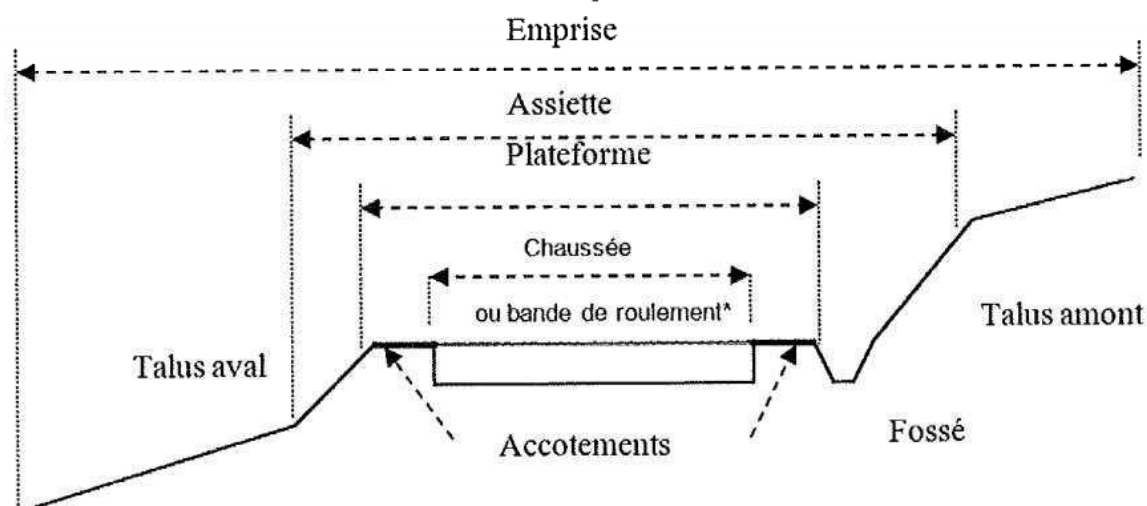 Emprise
Assiette
Plateforme
Chaussée
ou bande de roulement*
Talus amont
Talus aval
Accotements
Fossé